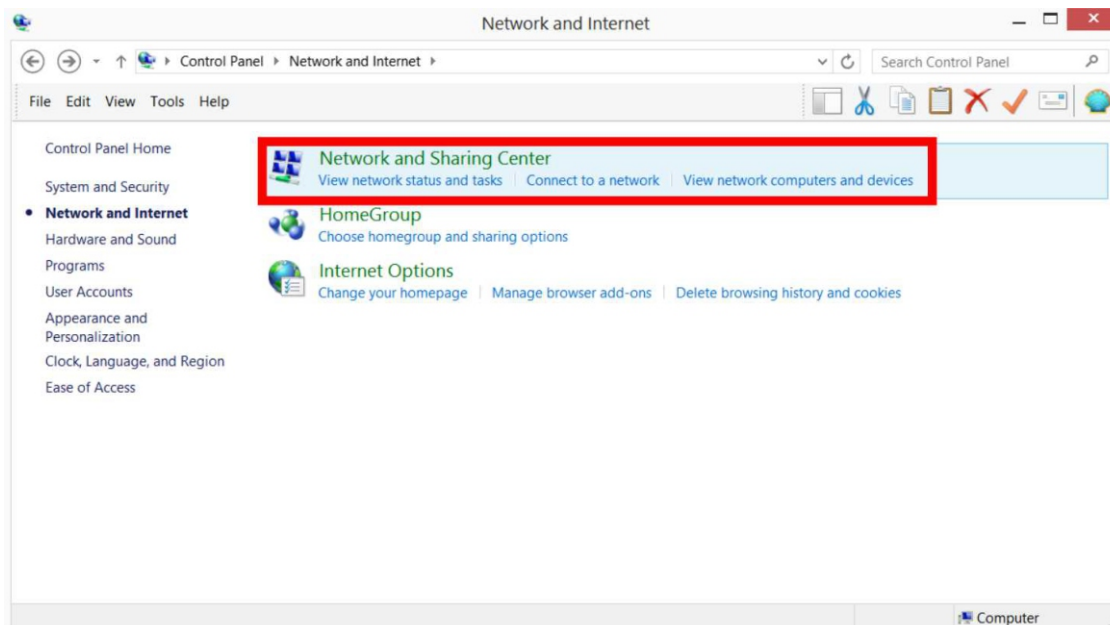 Network and Internet
Control Panel Network and Internet
Search Control Panel
File Edit View Tools Help
Control Panel Home
System and Security
Network and Internet
Hardware and Sound
Programs
User Accounts
Appearance and
Personalization
Clock, Language, and Region
Ease of Access
Network and Sharing Center
View network status and tasks Connect to a network View network computers and devices
HomeGroup
Choose homegroup and sharing options
Internet Options
Change your homepage Manage browser add-ons Delete browsing history and cookies
Computer